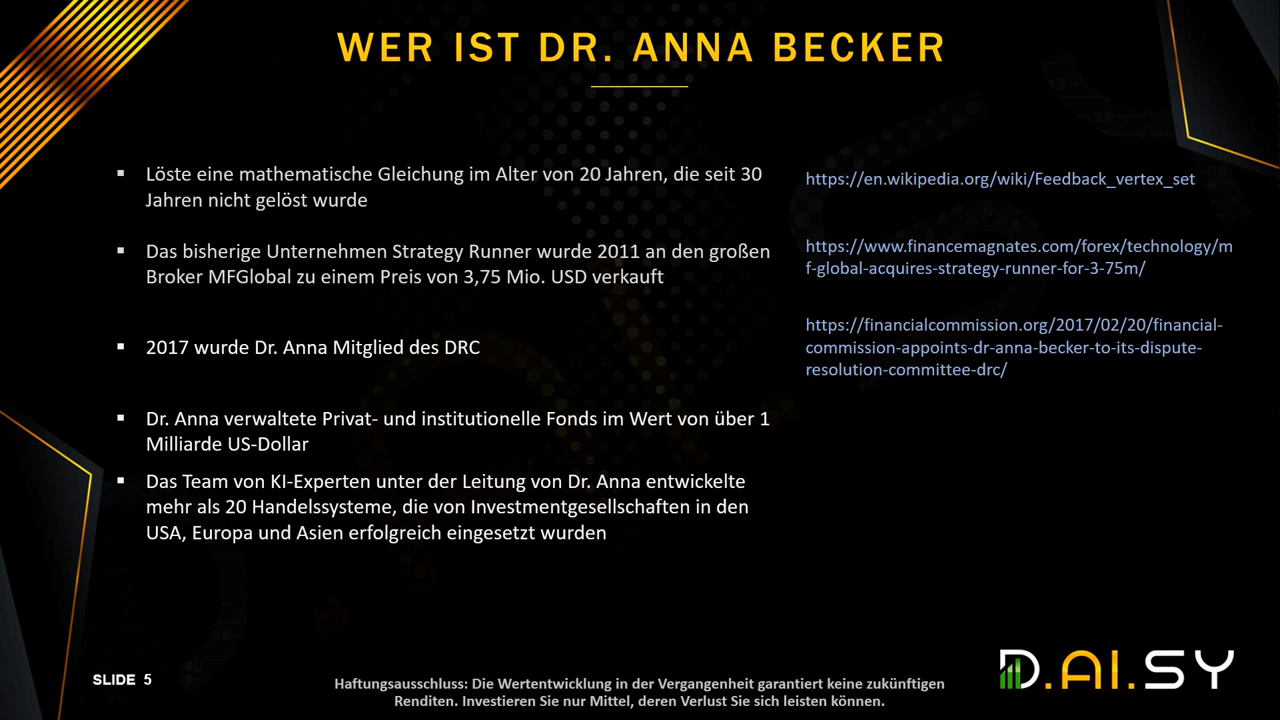 WER IST DR. ANNA BECKER
▪ Löste eine mathematische Gleichung im Alter von 20 Jahren, die seit 30
Jahren nicht gelöst wurde
https://en.wikipedia.org/wiki/Feedback_vertex_set
▪ Das bisherige Unternehmen Strategy Runner wurde 2011 an den großen
Broker MFGlobal zu einem Preis von 3,75 Mio. USD verkauft
https://www.financemagnates.com/forex/technology/m
f-global-acquires-strategy-runner-for-3-75m/
▪ 2017 wurde Dr. Anna Mitglied des DRC
https://financialcommission.org/2017/02/20/financial-
commission-appoints-dr-anna-becker-to-its-dispute-
resolution-committee-drc/
▪ Dr. Anna verwaltete Privat- und institutionelle Fonds im Wert von über 1
Milliarde US-Dollar
▪ Das Team von KI-Experten unter der Leitung von Dr. Anna entwickelte
mehr als 20 Handelssysteme, die von Investmentgesellschaften in den
USA, Europa und Asien erfolgreich eingesetzt wurden
SLIDE 5
Haftungsausschluss: Die Wertentwicklung in der Vergangenheit garantiert keine zukünftigen
Renditen. Investieren Sie nur Mittel, deren Verlust Sie sich leisten können.
D.AI.SY